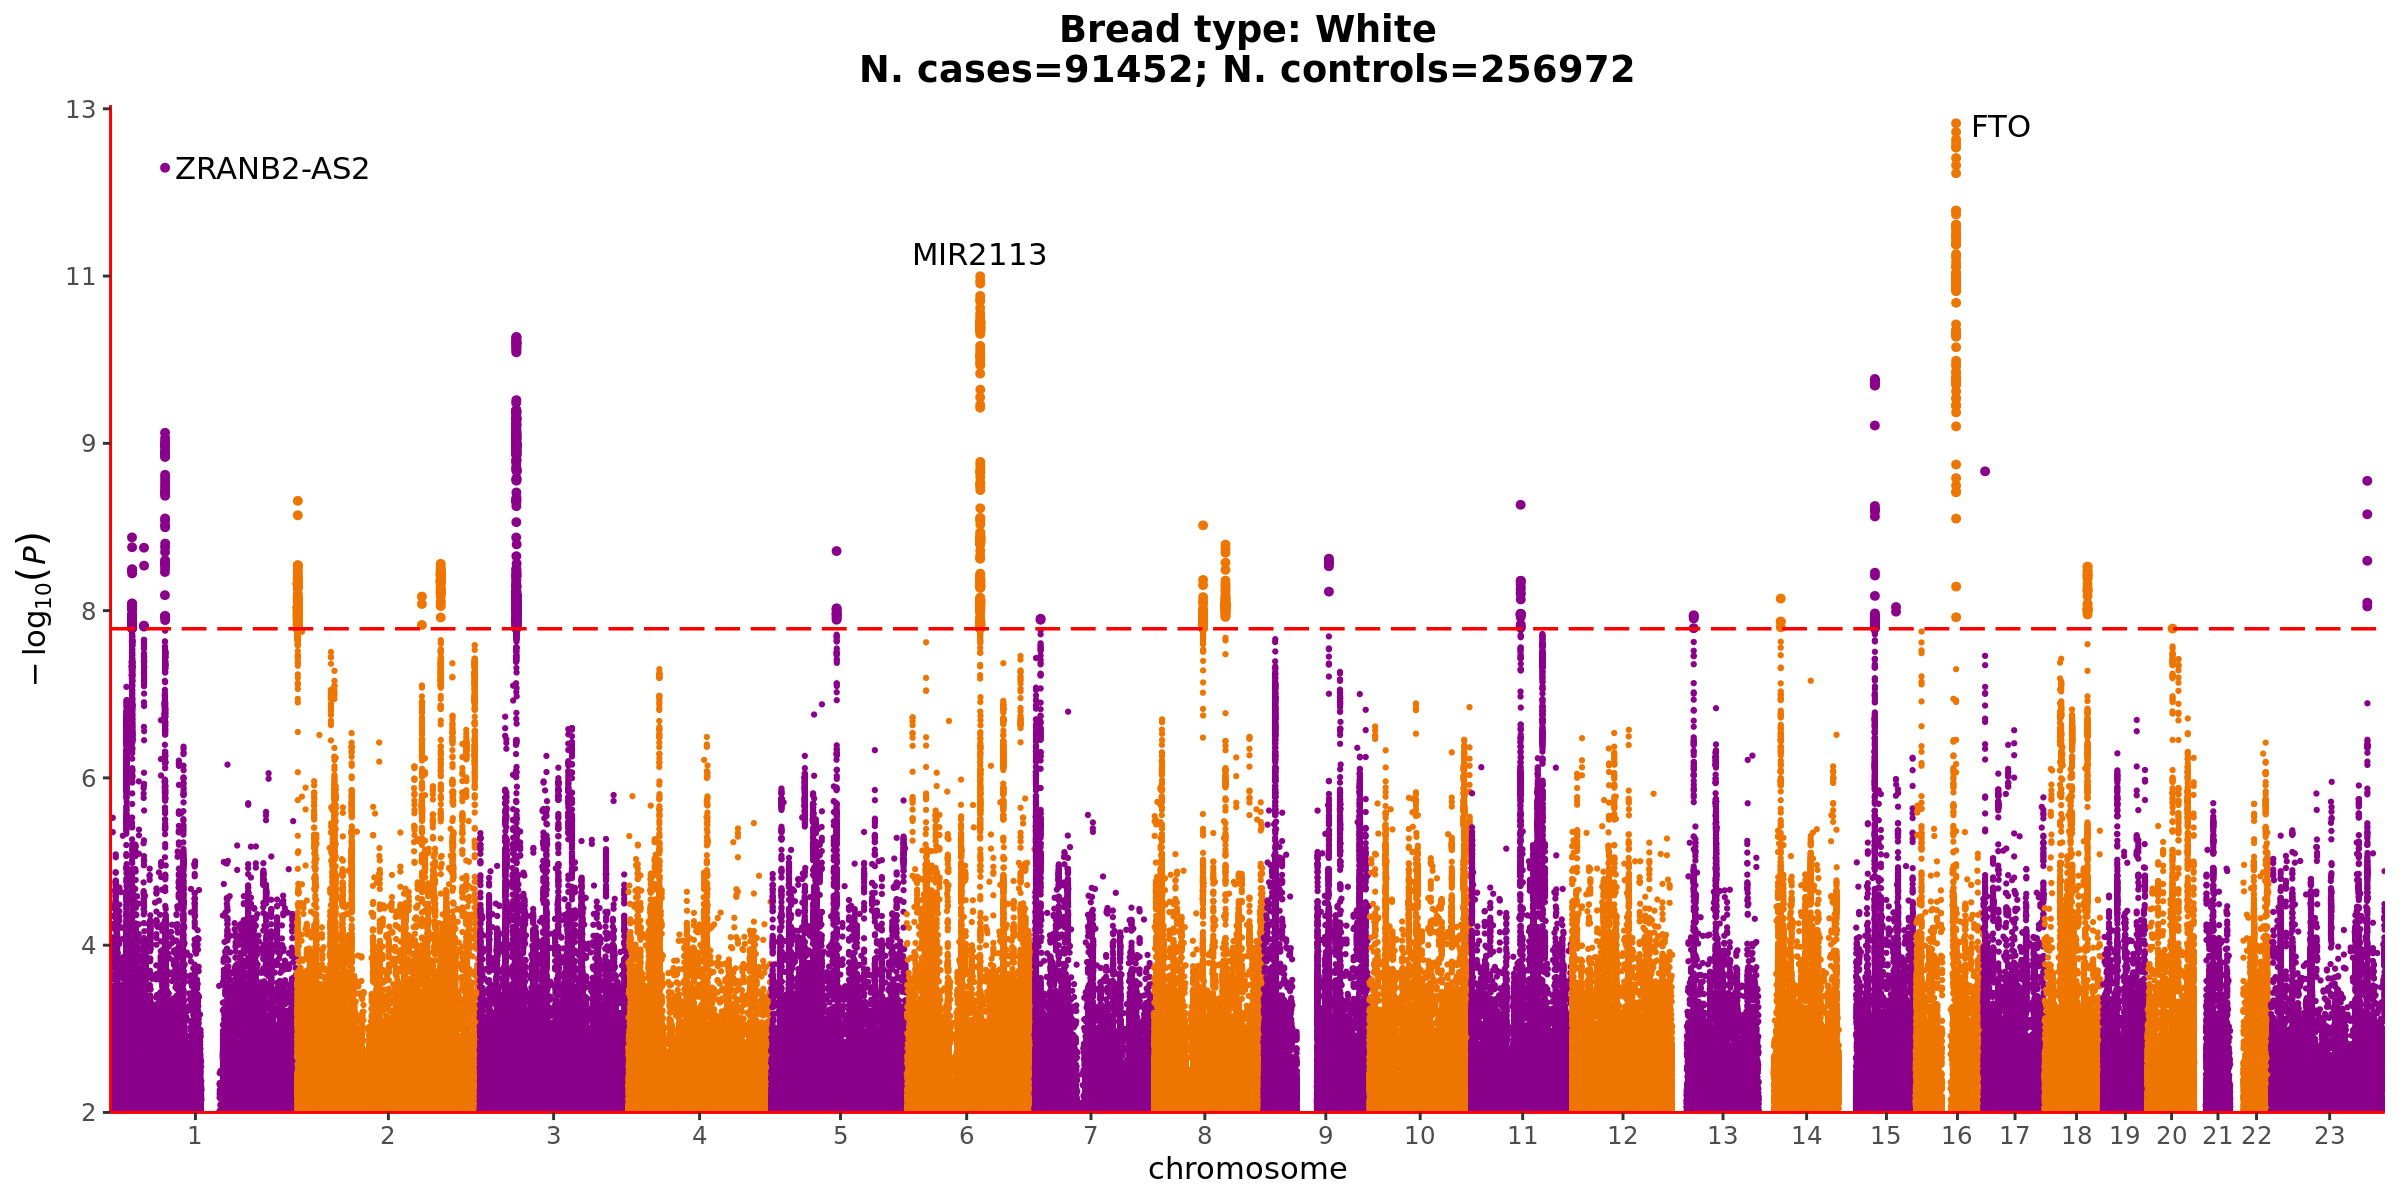 Bread type: White
N. cases=91452; N. controls=256972
13
FTO
ZRANB2-AS2
MIR2113
11
9
8
6
4
2
−log10(P)
1 2 3 4 5 6 7 8 9 10 11 12 13 14 15 16 17 18 19 20 21 22 23
chromosome